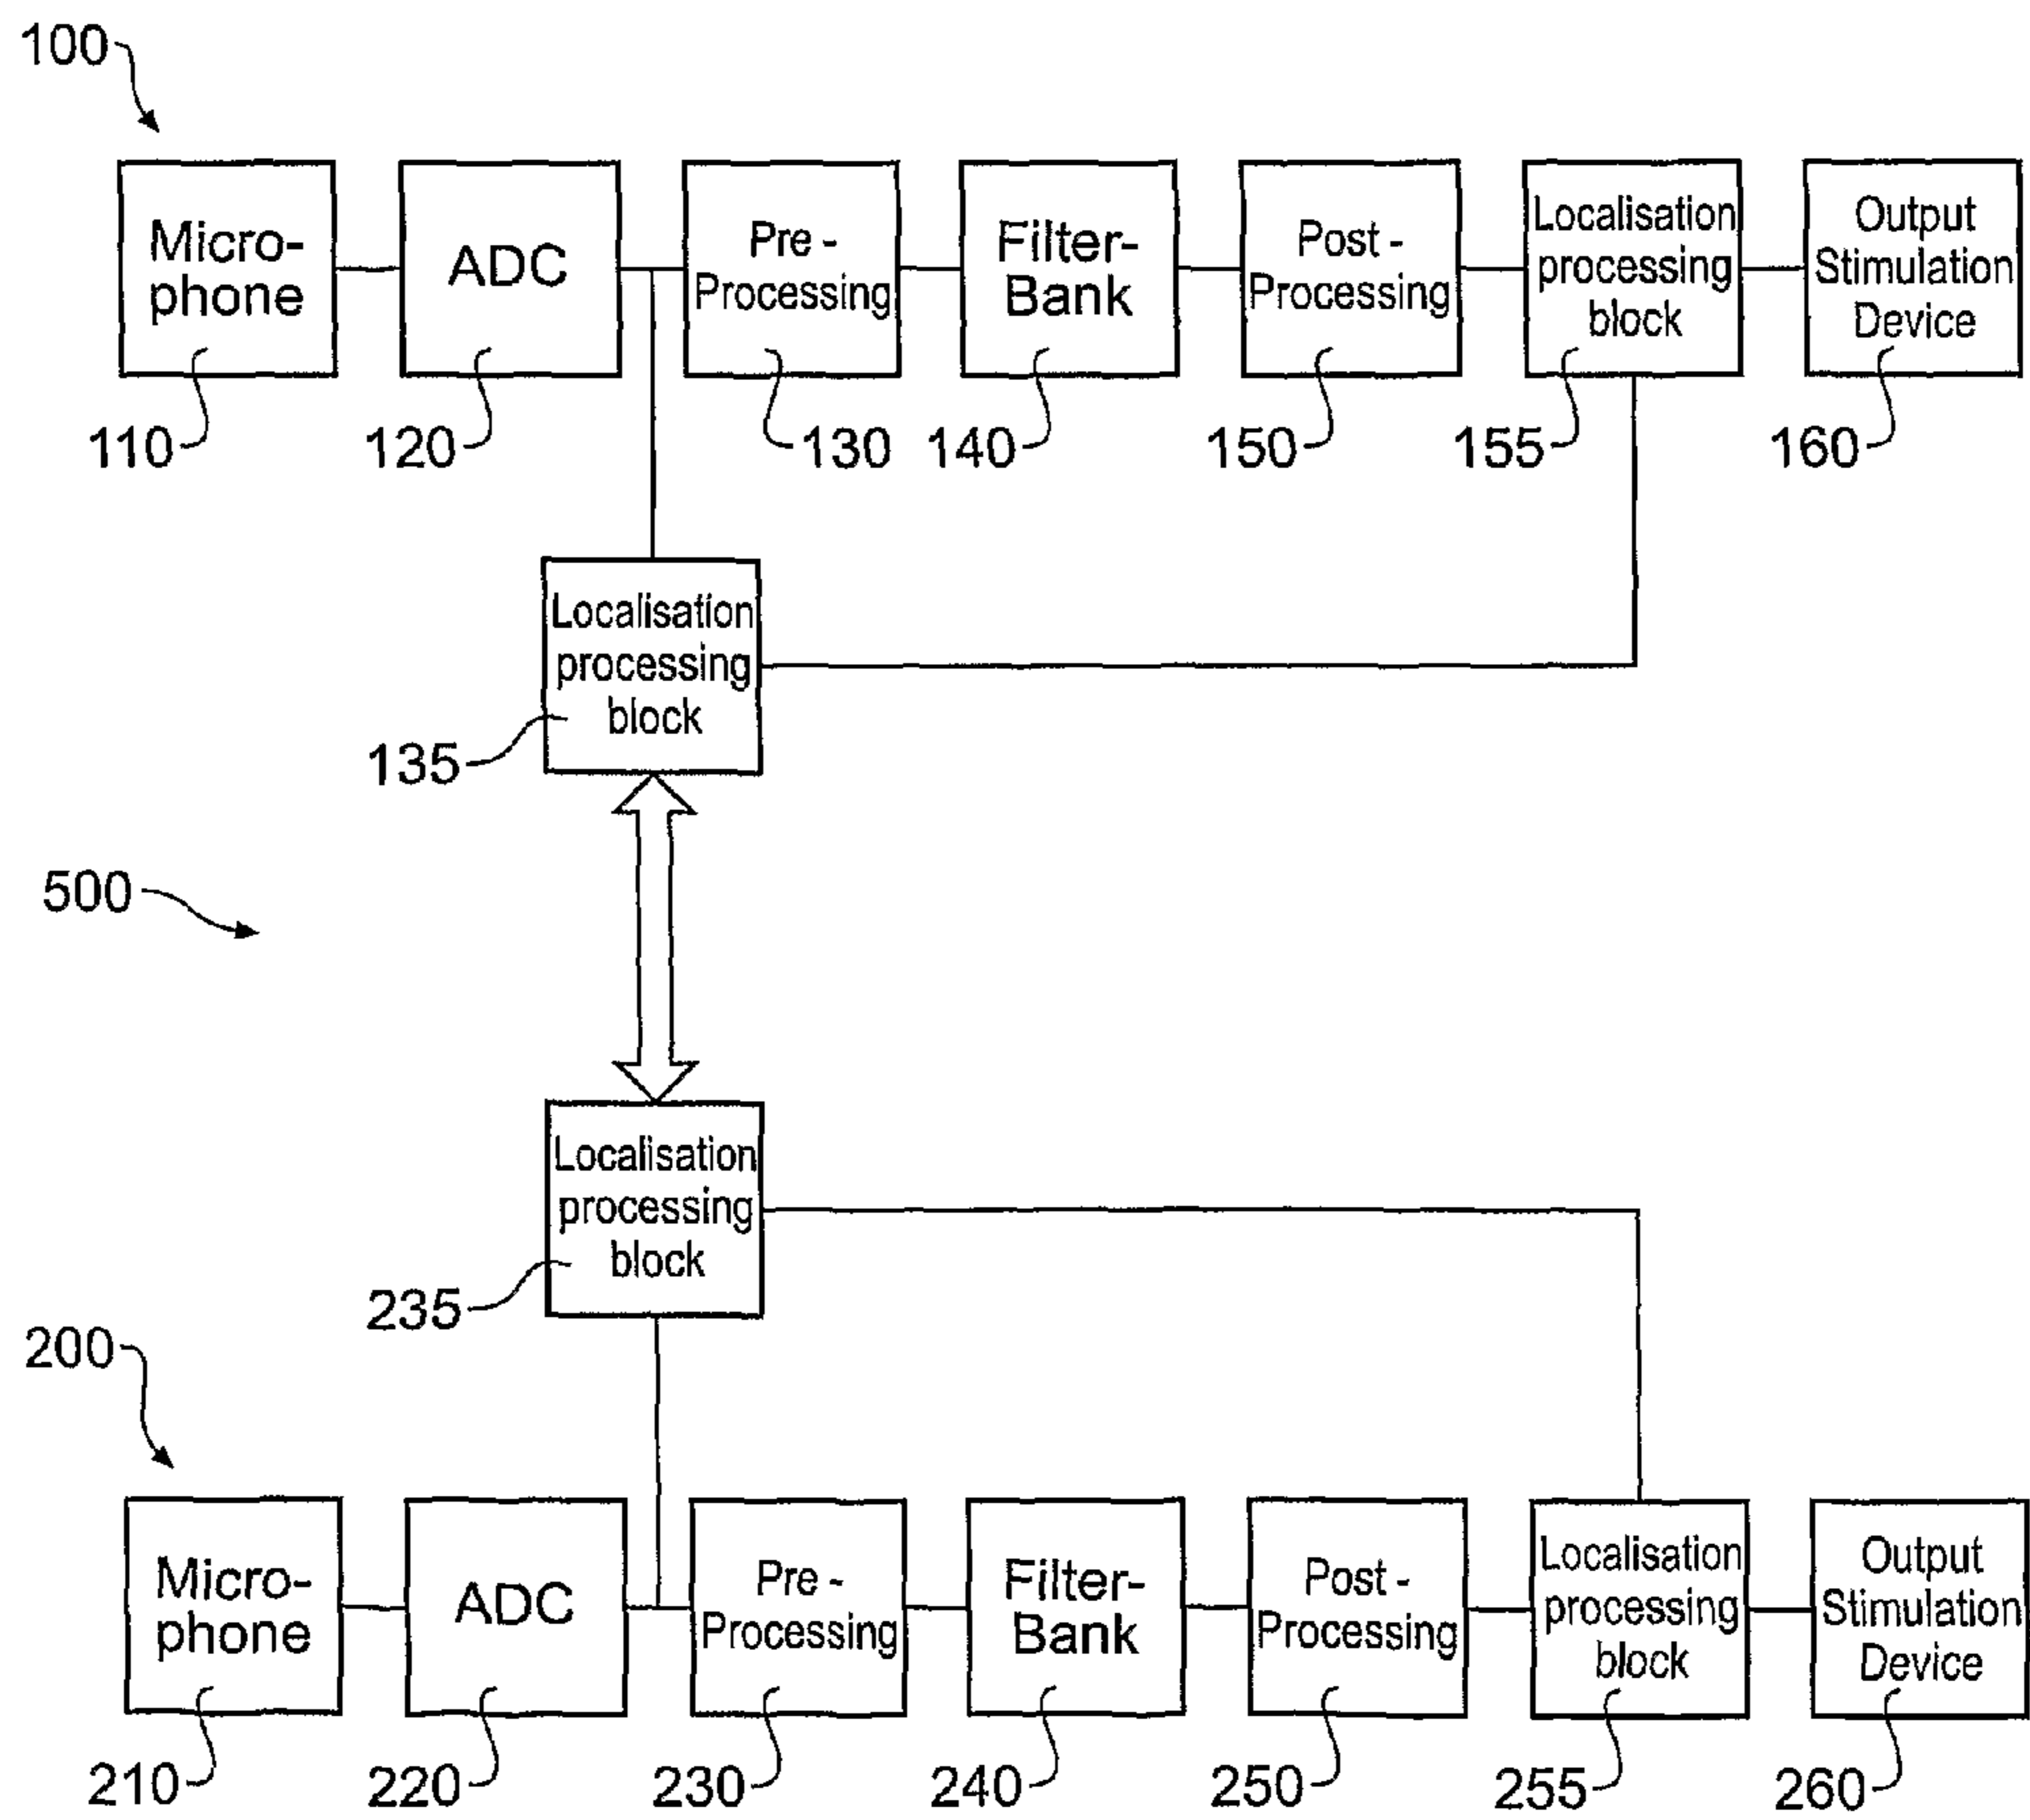 100
Micro-
phone
ADC
Pre -
Processing
Filter-
Bank
Post -
Processing
Localisation
processing
block
Output
Stimulation
Device
110
120
130
140
150
155
160
Localisation
processing
block
135
500
Localisation
processing
block
235
200
Micro-
phone
ADC
Pre -
Processing
Filter-
Bank
Post -
Processing
Localisation
processing
block
Output
Stimulation
Device
210
220
230
240
250
255
260